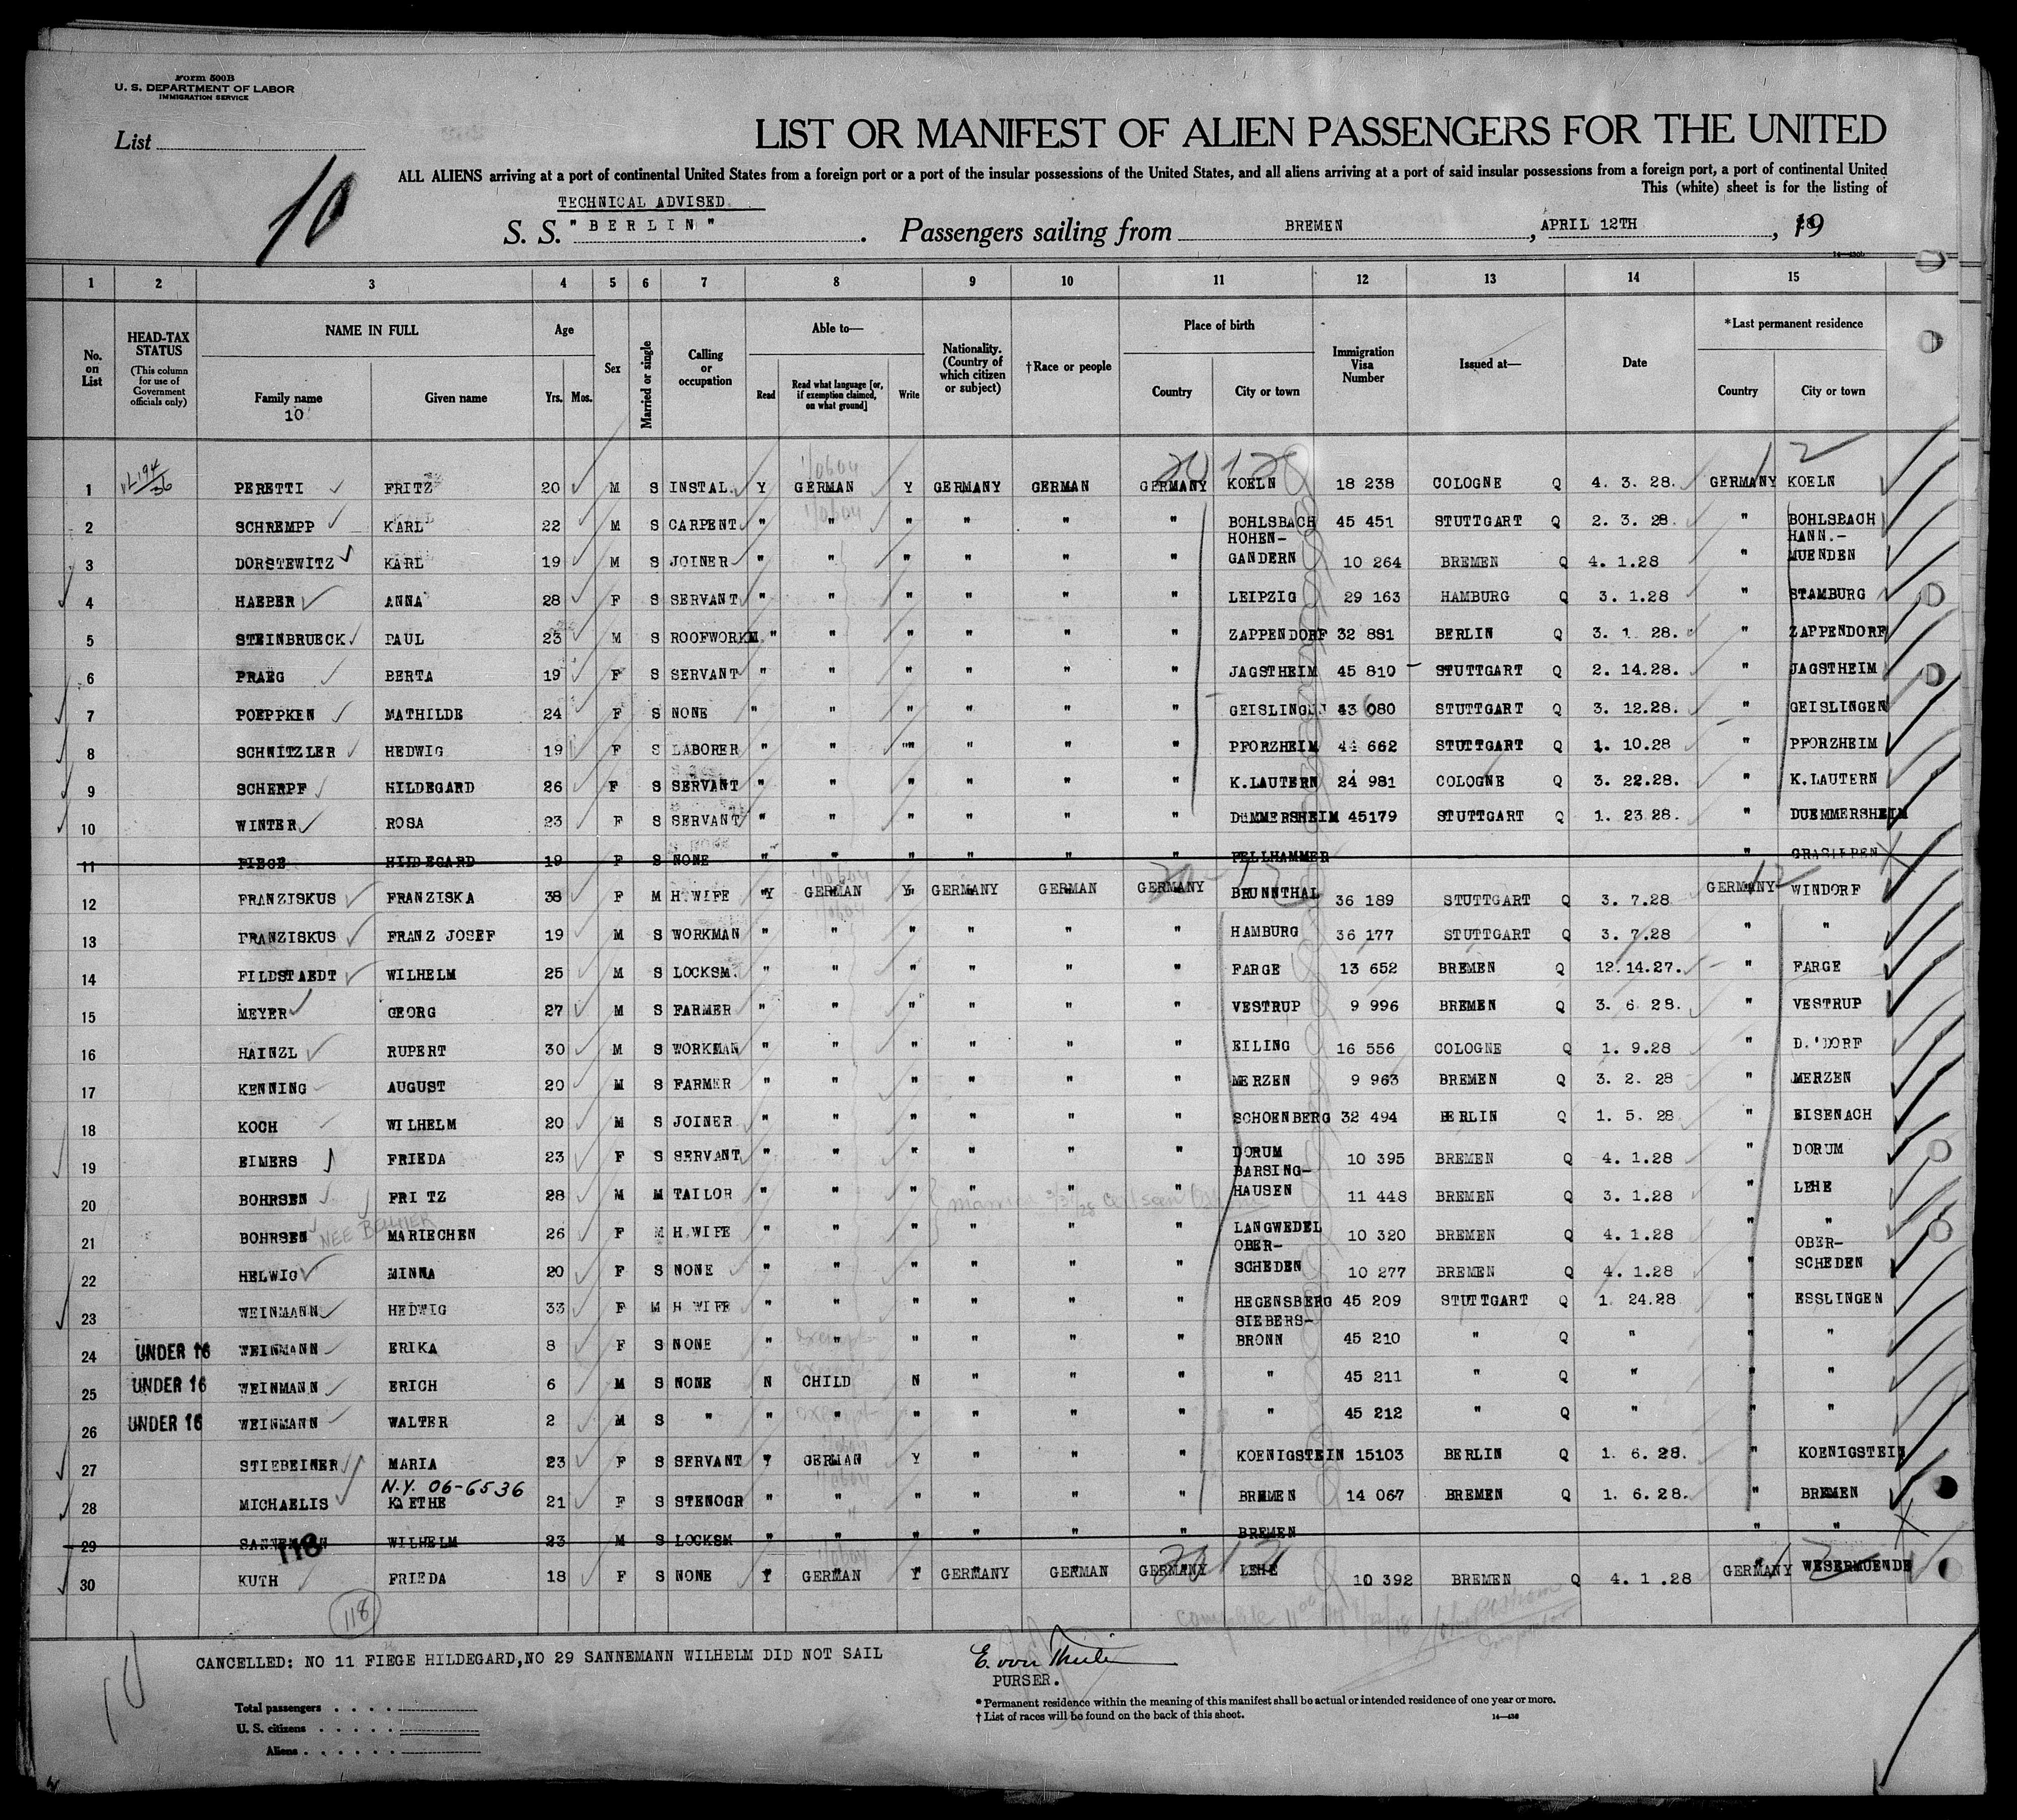 Form 500B
U. S. DEPARTMENT OF LABOR
IMMIGRATION SERVICE
List
10
LIST OR MANIFEST OF ALIEN PASSENGERS FOR THE UNITED
ALL ALIENS arriving at a port of continental United States from a foreign port or a port of the insular possessions of the United States, and all aliens arriving at a port of said insular possessions from a foreign port, a port of continental United
This (white) sheet is for the listing of
TECHNICAL ADVISED
S. S. "BERLIN". Passengers sailing from BREMEN, APRIL 12TH, 1928
1 2 3 4 5 6 7 8 9 10 11 12 13 14 15
No. on List HEAD-TAX STATUS (This column for use of Government officials only) NAME IN FULL Age Sex Married or single Calling or occupation Able to— Nationality. (Country of which citizen or subject) †Race or people Place of birth Immigration Visa Number Issued at— Date *Last permanent residence
Family name Given name Yrs. Mos. Read Read what language [or, if exemption claimed, on what ground] Write Country City or town Country City or town
10
1 PERETTI FRITZ 20 M S INSTAL. Y GERMAN Y GERMANY GERMAN GERMANY KOELN 18 238 COLOGNE Q 4. 3. 28. GERMANY KOELN
2 SCHREMPP KARL 22 M S CARPENT. " " " " " " BOHLSBACH 45 451 STUTTGART Q 2. 3. 28. " BOHLSBACH
3 DORSTEWITZ KARL 19 M S JOINER " " " " " " HOHEN-GANDERN 10 264 BREMEN Q 4. 1.28 " HANN.-MUENDEN
4 HAEBER ANNA 28 F S SERVANT " " " " " " LEIPZIG 29 163 HAMBURG Q 3. 1.28 " STAMBURG
5 STEINBRUECK PAUL 23 M S ROOFWORKM. " " " " " " ZAPPENDORF 32 881 BERLIN Q 3. 1. 28. " ZAPPENDORF
6 PRAEG BERTA 19 F S SERVANT " " " " " " JAGSTHEIM 45 810 STUTTGART Q 2. 14.28. " JAGSTHEIM
7 POEPPKEN MATHILDE 24 F S NONE " " " " " " GEISLINGEN 43 080 STUTTGART Q 3. 12.28. " GEISLINGEN
8 SCHNITZLER HEDWIG 19 F S LABORER " " " " " " PFORZHEIM 44 662 STUTTGART Q 1. 10.28 " PFORZHEIM
9 SCHERPF HILDEGARD 26 F S SERVANT " " " " " " K.LAUTERN 24 981 COLOGNE Q 3. 22.28. " K.LAUTERN
10 WINTER ROSA 23 F S SERVANT " " " " " " DUMMERSHEIM 45179 STUTTGART Q 1. 23 28. " DUEMMERSHEIM
11 FIEGE HILDEGARD 19 F S NONE " " " " " " FELLHAMMER "
12 FRANZISKUS FRANZISKA 38 F M H.WIFE Y GERMAN Y GERMANY GERMAN GERMANY BRUNNTHAL 36 189 STUTTGART Q 3. 7.28 GERMANY WINDORF
13 FRANZISKUS FRANZ JOSEF 19 M S WORKMAN " " " " " " HAMBURG 36 177 STUTTGART Q 3. 7.28 " "
14 FILDSTAEDT WILHELM 25 M S LOCKSM. " " " " " " FARGE 13 652 BREMEN Q 12.14.27. " FARGE
15 MEYER GEORG 27 M S FARMER " " " " " " VESTRUP 9 996 BREMEN Q 3. 6. 28. " VESTRUP
16 HAINZL RUPERT 30 M S WORKMAN " " " " " " EILING 16 556 COLOGNE Q 1. 9.28 " D.'DORF
17 KENNING AUGUST 20 M S FARMER " " " " " " MERZEN 9 963 BREMEN Q 3. 2. 28 " MERZEN
18 KOCH WILHELM 20 M S JOINER " " " " " " SCHOENBERG 32 494 BERLIN Q 1. 5. 28 " EISENACH
19 EIMERS FRIEDA 23 F S SERVANT " " " " " " DORUM 10 395 BREMEN Q 4. 1.28 " DORUM
20 BOHRSEN FRITZ 28 M M TAILOR " " " " " " BARSING-HAUSEN 11 448 BREMEN Q 3. 1.28 " LEHE
21 BOHRSEN NEE MARIECHEN 26 F M H.WIFE " " " " " " LANGWEDEL 10 320 BREMEN Q 4. 1.28 " "
22 HELWIG MINNA 20 F S NONE " " " " " " OBER-SCHEDEN 10 277 BREMEN Q 4. 1.28 " OBER-SCHEDEN
23 WEINMANN HEDWIG 33 F M H WIFE " " " " " " HEGENSBERG 45 209 STUTTGART Q 1. 24.28 " ESSLINGEN
24 UNDER 16 WEINMANN ERIKA 8 F S NONE " " " " " " SIEBERS-BRONN 45 210 " Q " " "
25 UNDER 16 WEINMANN ERICH 6 M S NONE N CHILD N " " " " 45 211 " Q " " "
26 UNDER 16 WEINMANN WALTER 2 M S " " " " " " " " 45 212 " Q " " "
27 STIEBEINER MARIA 23 F S SERVANT Y GERMAN Y " " " KOENIGSTEIN 15103 BERLIN Q 1. 6. 28. " KOENIGSTEIN
N.Y. 06-6536
28 MICHAELIS KAETHE 21 F S STENOGR " " " " " " BREMEN 14 067 BREMEN Q 1. 6. 28. " BREMEN
29 SANNEMANN WILHELM 23 M S LOCKSM " " " " " " BREMEN " "
118
30 KUTH FRIEDA 18 F S NONE Y GERMAN Y GERMANY GERMAN GERMANY LEHE 10 392 BREMEN Q 4. 1 .28 GERMANY WESERMUENDE
118
CANCELLED: NO 11 FIEGE HILDEGARD,NO 29 SANNEMANN WILHELM DID NOT SAIL
PURSER.
Total passengers
U. S. citizens
Aliens
* Permanent residence within the meaning of this manifest shall be actual or intended residence of one year or more.
† List of races will be found on the back of this sheet.